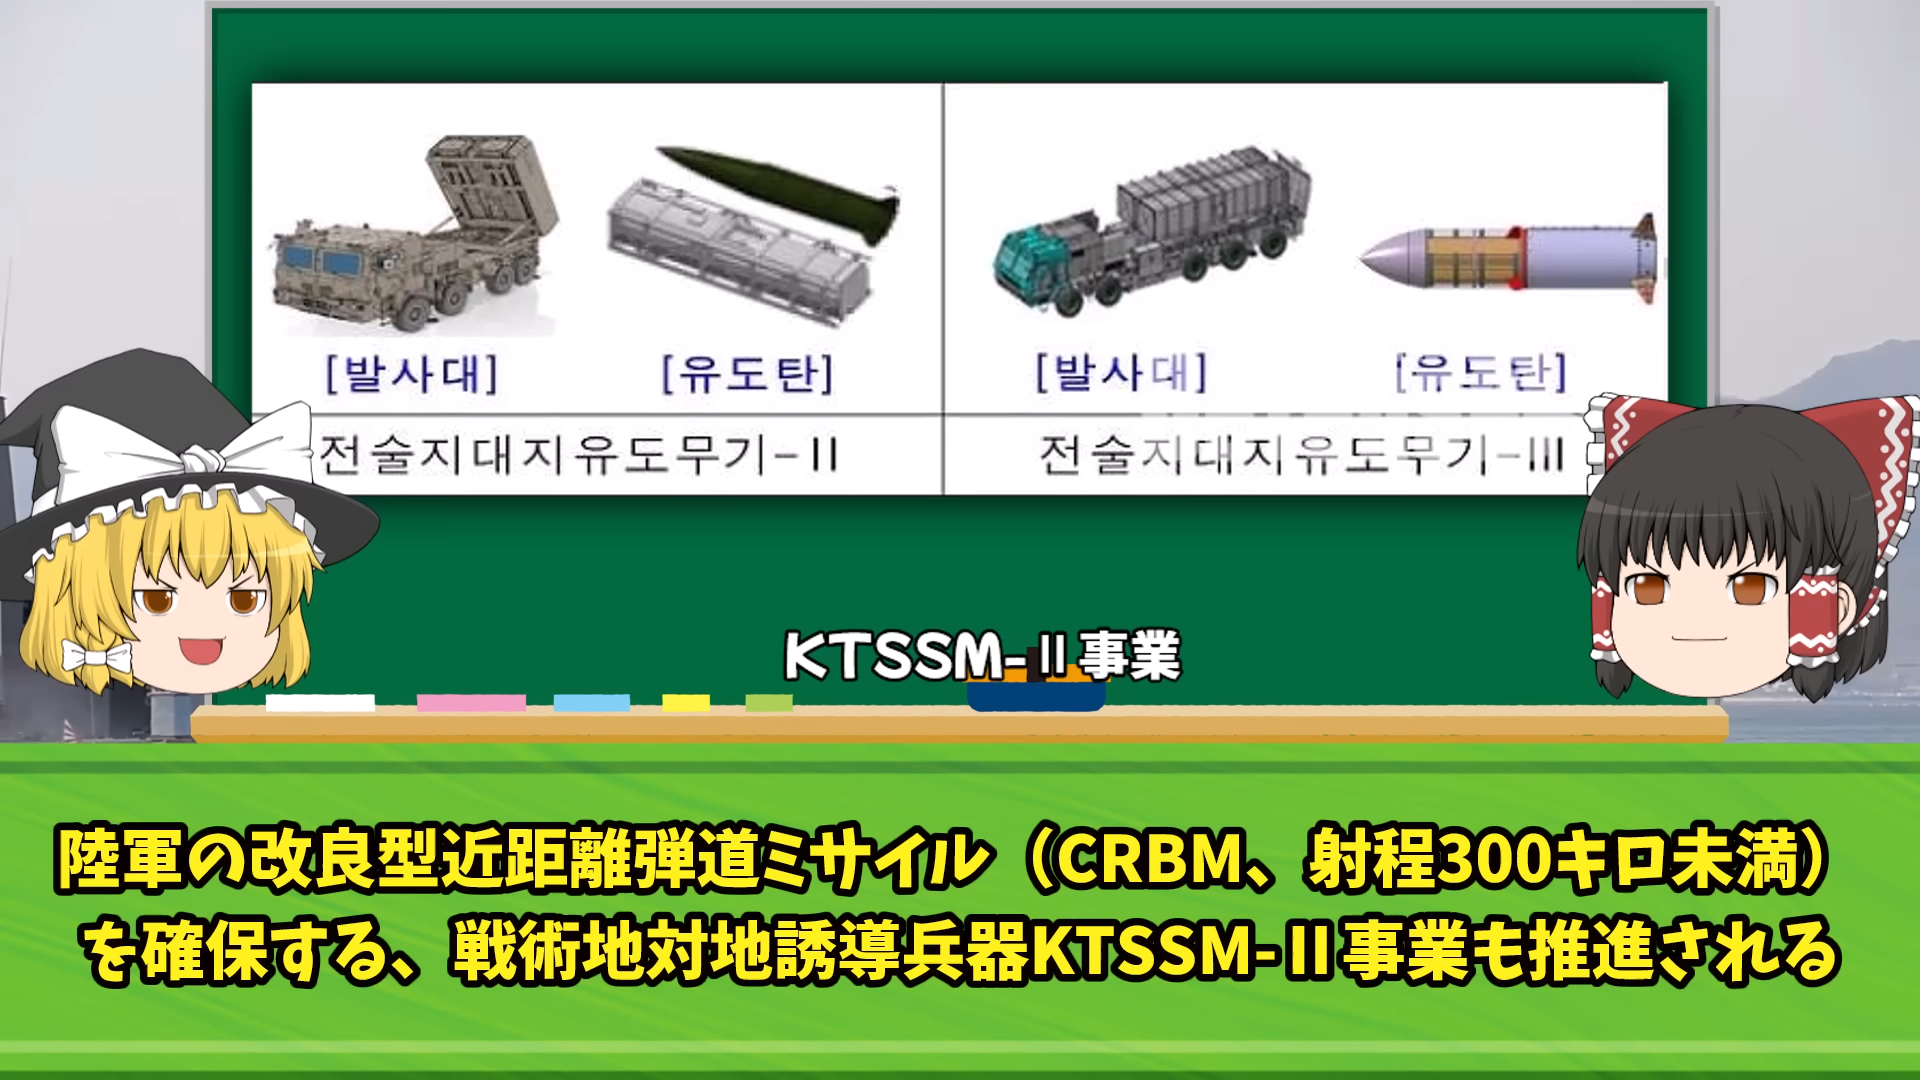 [발사대] [유도탄] [발사대] [유도탄]
전술지대지유도무기-II 전술지대지유도무기-III
KTSSM-Ⅱ事業
陸軍の改良型近距離弾道ミサイル（CRBM、射程300キロ未満）
を確保する、戦術地対地誘導兵器KTSSM-Ⅱ事業も推進される